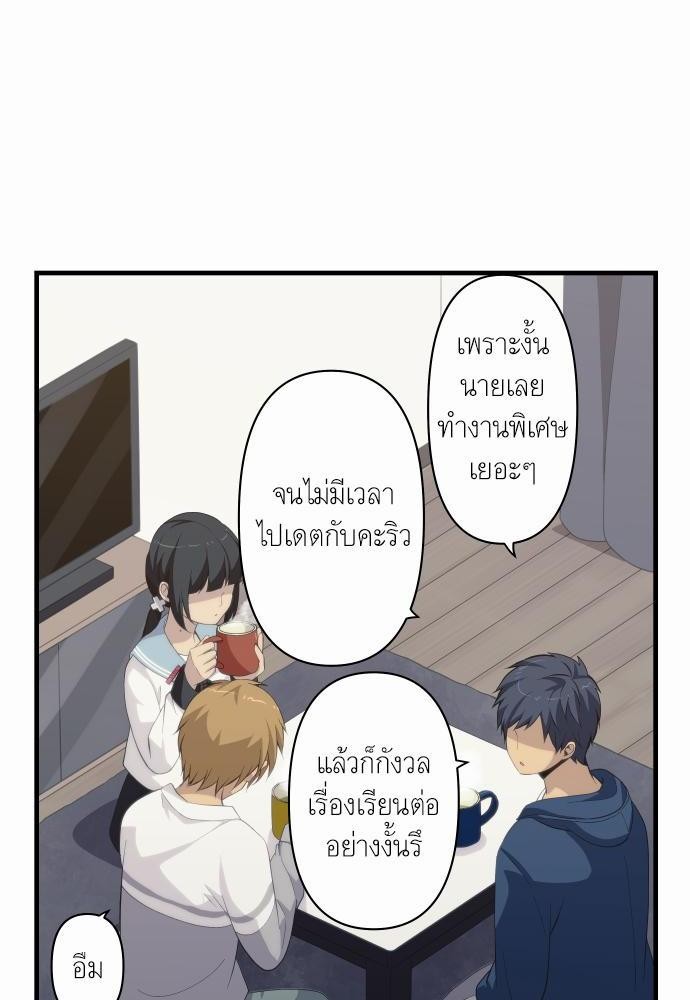 เพราะงั้น
นายเลย
ทำงานพิเศษ
เยอะๆ
จนไม่มีเวลา
ไปเดตกับคะริว
แล้วก็กังวล
เรื่องเรียนต่อ
อย่างงั้นรึ
อืม